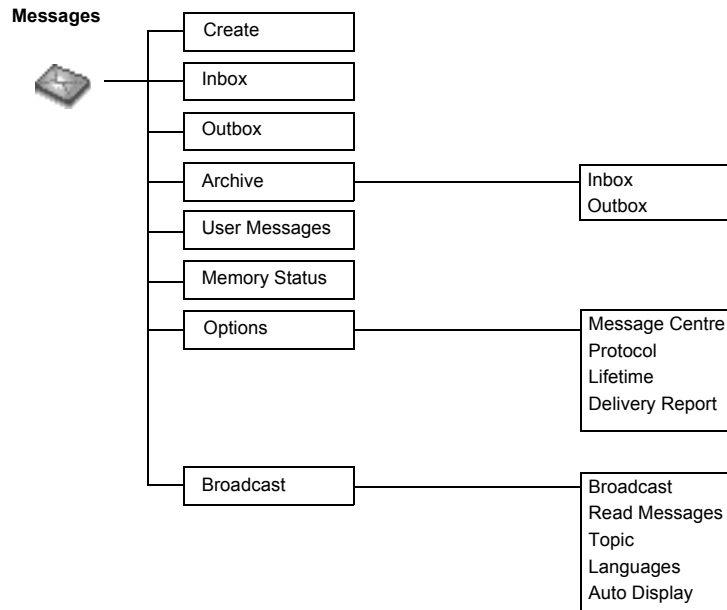 Messages
Create
Inbox
Outbox
Archive
Inbox
Outbox
User Messages
Memory Status
Options
Message Centre
Protocol
Lifetime
Delivery Report
Broadcast
Broadcast
Read Messages
Topic
Languages
Auto Display